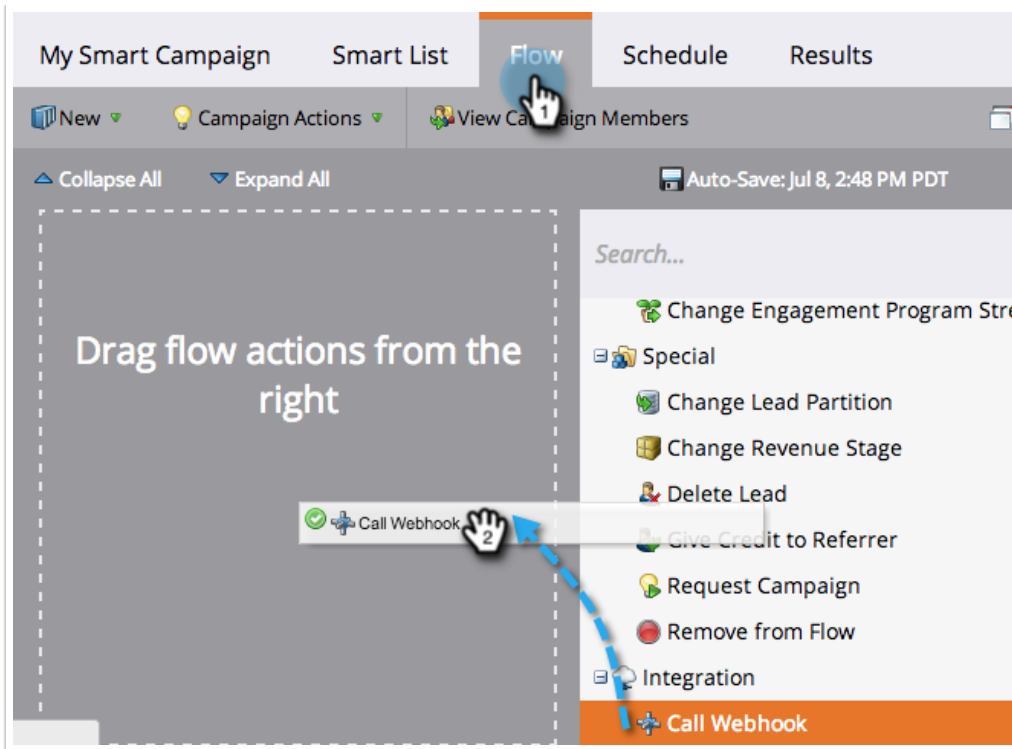 My Smart Campaign Smart List Flow Schedule Results
New Campaign Actions View Campaign Members
1
Collapse All Expand All Auto-Save: Jul 8, 2:48 PM PDT
Search...
Change Engagement Program Stre
Drag flow actions from the
right
Special
Change Lead Partition
Change Revenue Stage
Delete Lead
Call Webhook
2
Give Credit to Referrer
Request Campaign
Remove from Flow
Integration
Call Webhook